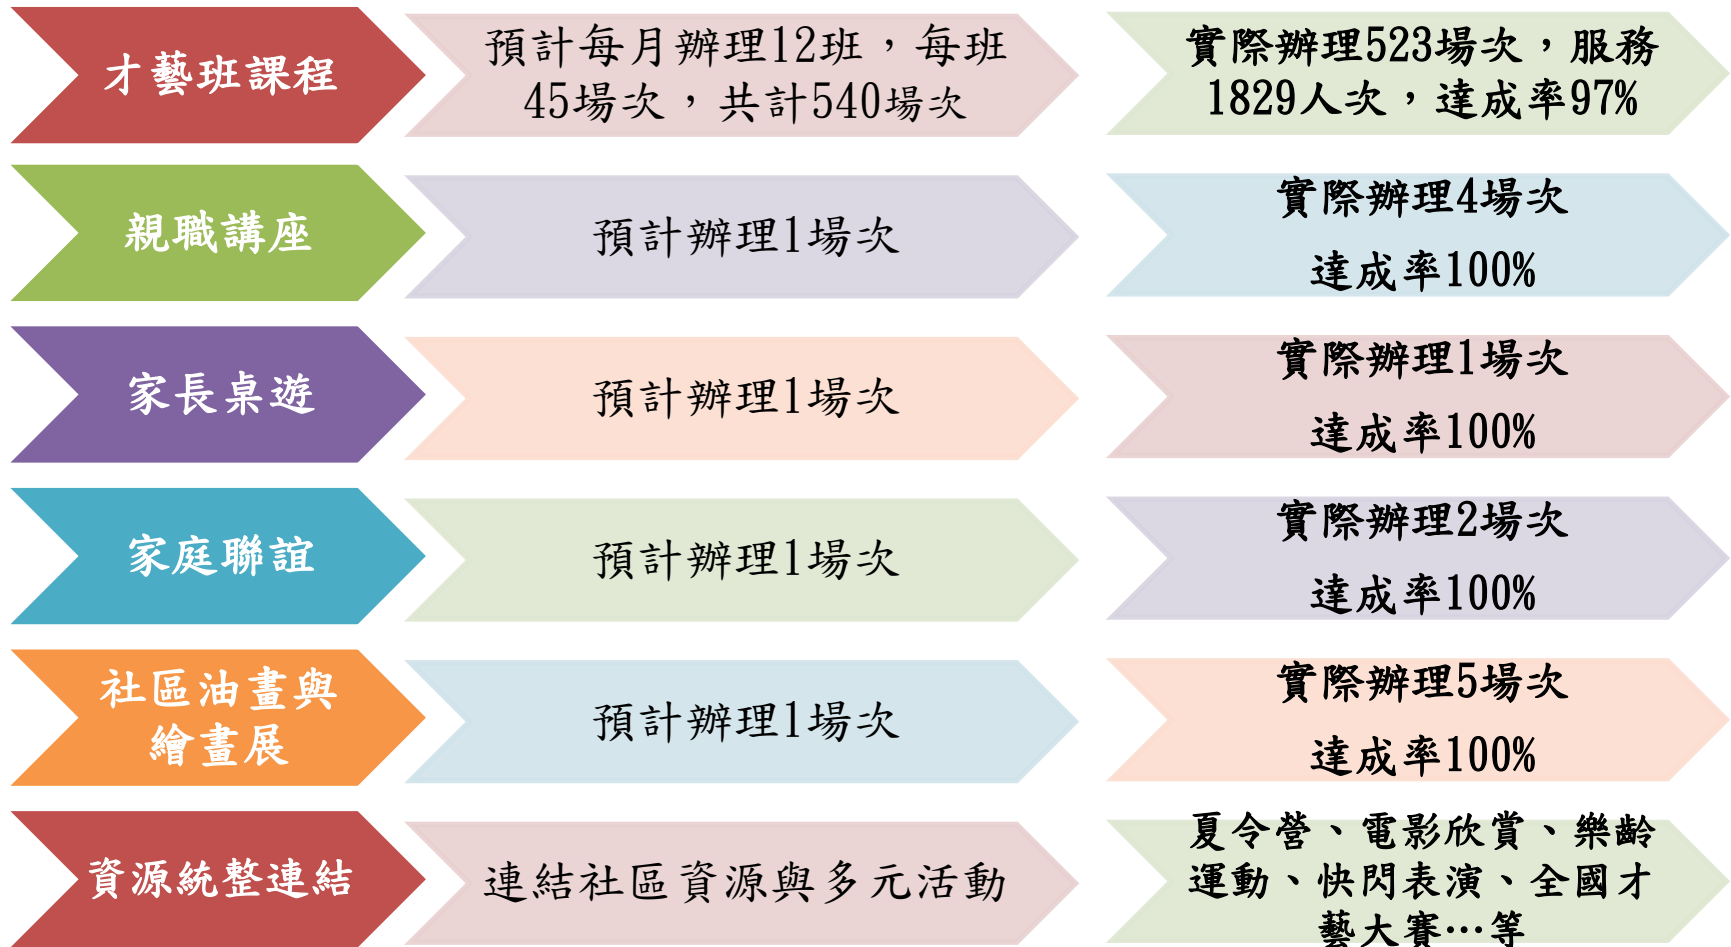 才藝班課程
預計每月辦理12班，每班
45場次，共計540場次
實際辦理523場次，服務
1829人次，達成率97%
親職講座
預計辦理1場次
實際辦理4場次
達成率100%
家長桌遊
預計辦理1場次
實際辦理1場次
達成率100%
家庭聯誼
預計辦理1場次
實際辦理2場次
達成率100%
社區油畫與
繪畫展
預計辦理1場次
實際辦理5場次
達成率100%
資源統整連結
連結社區資源與多元活動
夏令營、電影欣賞、樂齡
運動、快閃表演、全國才
藝大賽…等